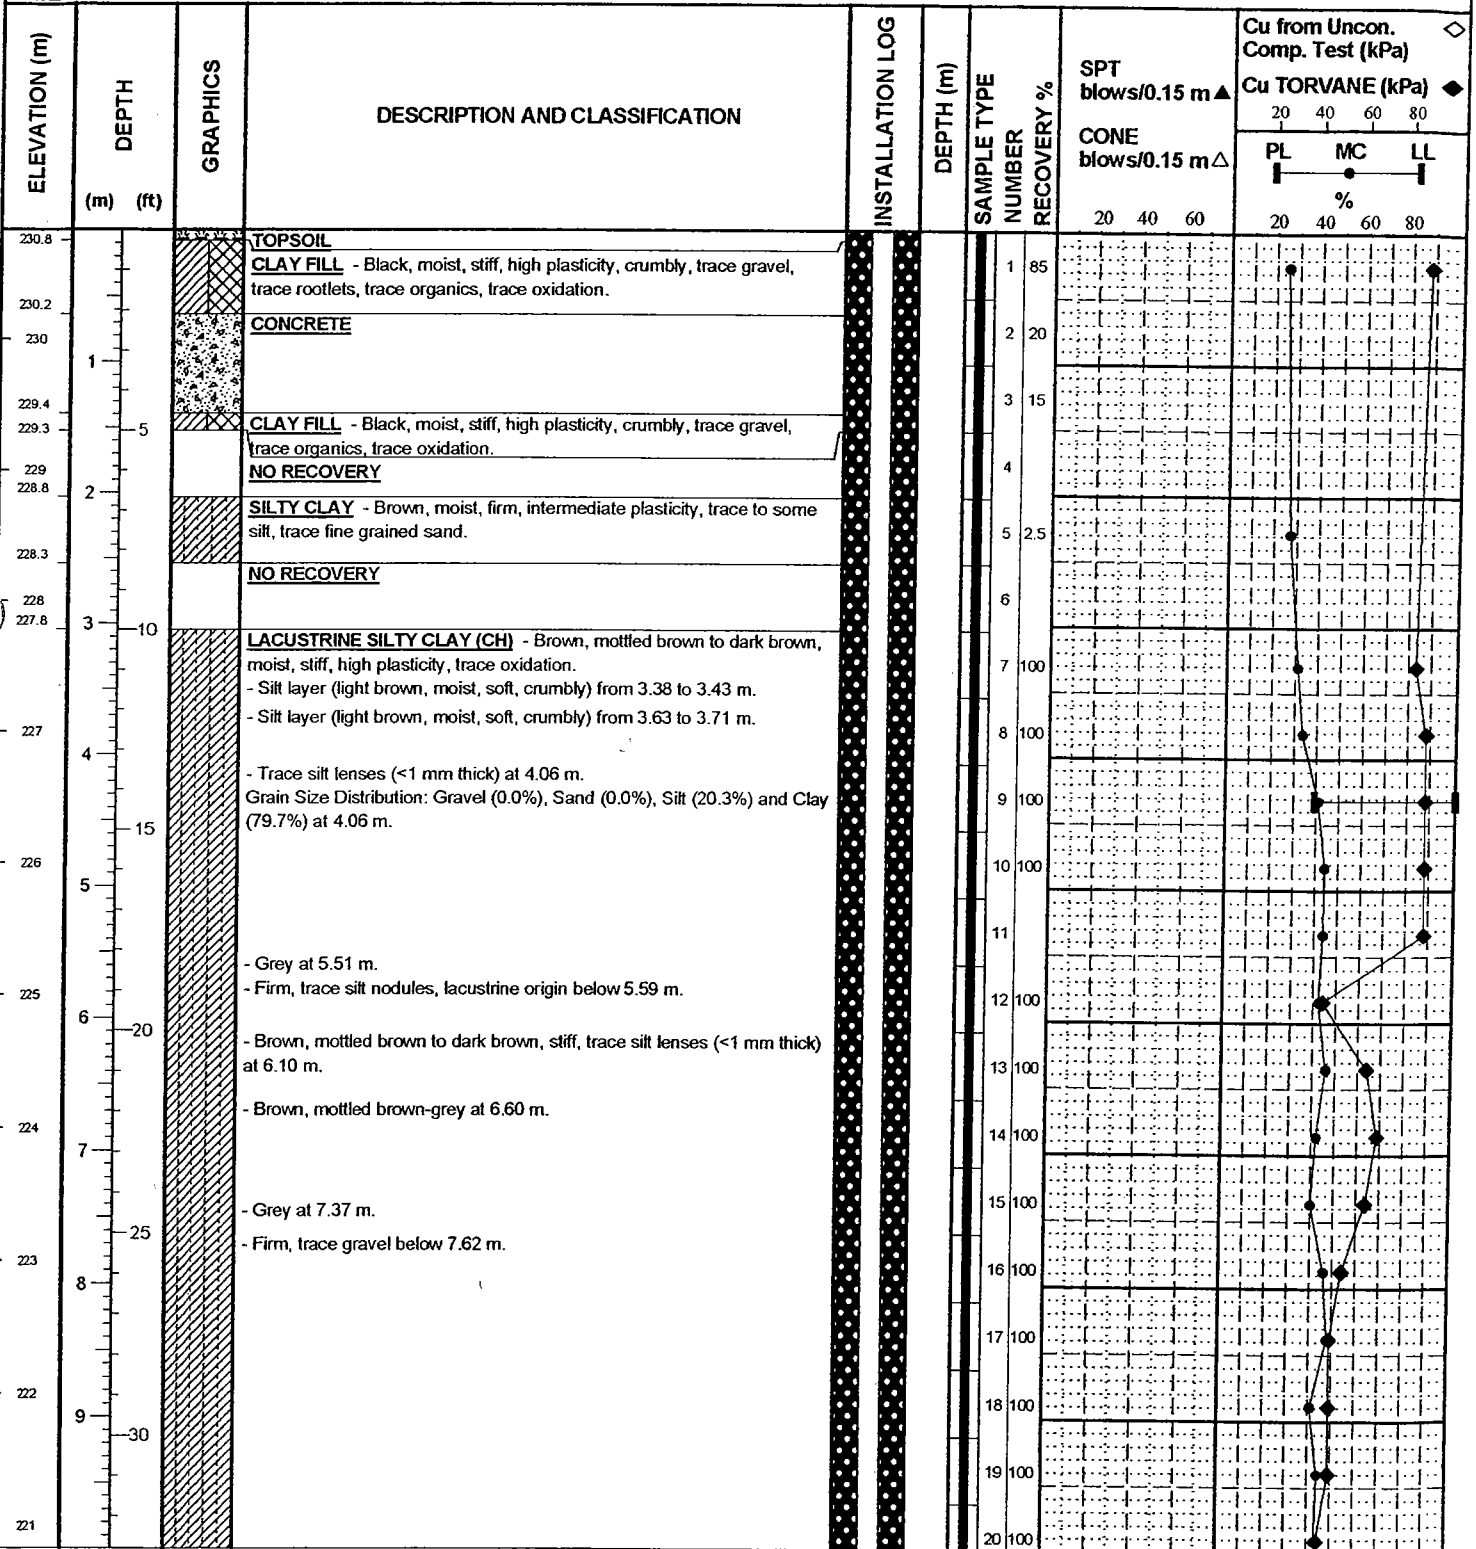 ELEVATION (m)
DEPTH
(m) (ft)
GRAPHICS
DESCRIPTION AND CLASSIFICATION
INSTALLATION LOG
DEPTH (m)
SAMPLE TYPE
NUMBER
RECOVERY %
SPT
blows/0.15 m ▲
CONE
blows/0.15 m △
20 40 60
Cu from Uncon. ◇
Comp. Test (kPa)
Cu TORVANE (kPa) ◆
20 40 60 80
PL MC LL
%
20 40 60 80
230.8
TOPSOIL
CLAY FILL - Black, moist, stiff, high plasticity, crumbly, trace gravel,
trace rootlets, trace organics, trace oxidation.
1 85
230.2
CONCRETE
230
2 20
1
229.4
3 15
229.3
5
CLAY FILL - Black, moist, stiff, high plasticity, crumbly, trace gravel,
trace organics, trace oxidation.
229
NO RECOVERY
4
228.8
2
SILTY CLAY - Brown, moist, firm, intermediate plasticity, trace to some
silt, trace fine grained sand.
5 2.5
228.3
NO RECOVERY
228
6
227.8
3
10
LACUSTRINE SILTY CLAY (CH) - Brown, mottled brown to dark brown,
moist, stiff, high plasticity, trace oxidation.
7 100
- Silt layer (light brown, moist, soft, crumbly) from 3.38 to 3.43 m.
- Silt layer (light brown, moist, soft, crumbly) from 3.63 to 3.71 m.
227
8 100
4
- Trace silt lenses (<1 mm thick) at 4.06 m.
Grain Size Distribution: Gravel (0.0%), Sand (0.0%), Silt (20.3%) and Clay
(79.7%) at 4.06 m.
9 100
15
226
10 100
5
11
- Grey at 5.51 m.
- Firm, trace silt nodules, lacustrine origin below 5.59 m.
225
12 100
6
20
- Brown, mottled brown to dark brown, stiff, trace silt lenses (<1 mm thick)
at 6.10 m.
13 100
- Brown, mottled brown-grey at 6.60 m.
224
14 100
7
- Grey at 7.37 m.
15 100
25
- Firm, trace gravel below 7.62 m.
223
16 100
8
17 100
222
18 100
9
30
19 100
221
20 100